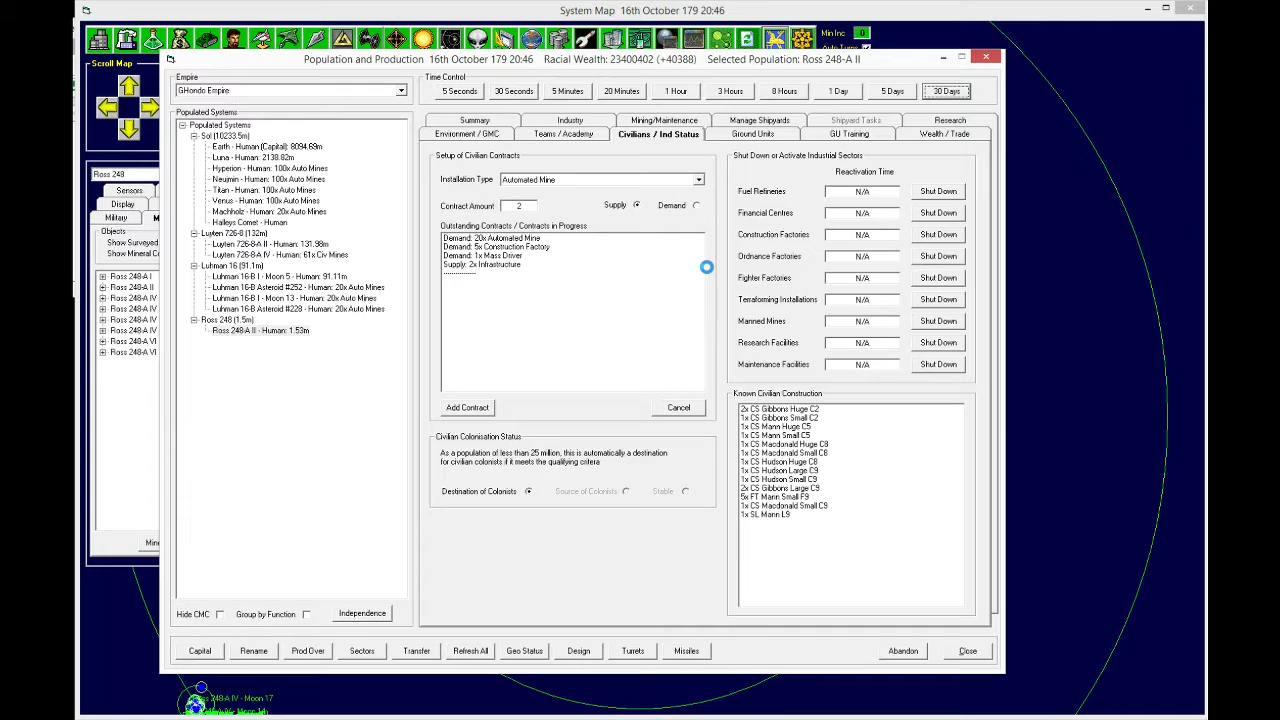 System Map   16th October 179 20:46
Min Inc 0
Auto Turns
Scroll Map
Population and Production   16th October 179 20:46   Racial Wealth: 23400402 (+40388)   Selected Population: Ross 248-A II
Empire
GHondo Empire
Time Control
5 Seconds   30 Seconds   5 Minutes   20 Minutes   1 Hour   3 Hours   8 Hours   1 Day   5 Days   30 Days
Summary   Industry   Mining/Maintenance   Manage Shipyards   Shipyard Tasks   Research
Environment / GMC   Teams / Academy   Civilians / Ind Status   Ground Units   GU Training   Wealth / Trade
Populated Systems
Populated Systems
Sol (10233.5m)
Earth - Human (Capital): 8094.69m
Luna - Human: 2138.82m
Hyperion - Human: 100x Auto Mines
Neujmin - Human: 100x Auto Mines
Titan - Human: 100x Auto Mines
Venus - Human: 100x Auto Mines
Machholz - Human: 20x Auto Mines
Halleys Comet - Human
Luyten 726-8 (132m)
Luyten 726-8-A II - Human: 131.98m
Luyten 726-8-A IV - Human: 61x Civ Mines
Luhman 16 (91.1m)
Luhman 16-B I - Moon 5 - Human: 91.11m
Luhman 16-B Asteroid #252 - Human: 20x Auto Mines
Luhman 16-B I - Moon 13 - Human: 20x Auto Mines
Luhman 16-B Asteroid #228 - Human: 20x Auto Mines
Ross 248 (1.5m)
Ross 248-A II - Human: 1.53m
Hide CMC   Group by Function   Independence
Ross 248
Sensors
Display
Military
Objects
Show Surveyed
Show Mineral
Ross 248-A I
Ross 248-A II
Ross 248-A IV
Ross 248-A IV
Ross 248-A IV
Ross 248-A IV
Ross 248-A VI
Ross 248-A VI
Setup of Civilian Contracts
Installation Type   Automated Mine
Contract Amount   2   Supply   Demand
Outstanding Contracts / Contracts in Progress
Demand: 20x Automated Mine
Demand: 5x Construction Factory
Demand: 1x Mass Driver
Supply: 2x Infrastructure
Add Contract   Cancel
Civilian Colonisation Status
As a population of less than 25 million, this is automatically a destination
for civilian colonists if it meets the qualifying critera
Destination of Colonists   Source of Colonists   Stable
Shut Down or Activate Industrial Sectors
Reactivation Time
Fuel Refineries   N/A   Shut Down
Financial Centres   N/A   Shut Down
Construction Factories   N/A   Shut Down
Ordnance Factories   N/A   Shut Down
Fighter Factories   N/A   Shut Down
Terraforming Installations   N/A   Shut Down
Manned Mines   N/A   Shut Down
Research Facilities   N/A   Shut Down
Maintenance Facilities   N/A   Shut Down
Known Civilian Construction
2x CS Gibbons Huge C2
1x CS Gibbons Small C2
1x CS Mann Huge C5
1x CS Mann Small C5
1x CS Macdonald Huge C8
1x CS Macdonald Small C8
1x CS Hudson Huge C8
1x CS Hudson Large C9
1x CS Hudson Small C9
2x CS Gibbons Large C9
5x FT Mann Small F9
1x CS Macdonald Small C9
1x SL Mann L9
Capital   Rename   Prod Over   Sectors   Transfer   Refresh All   Geo Status   Design   Turrets   Missiles   Abandon   Close
Ross 248-A IV - Moon 17